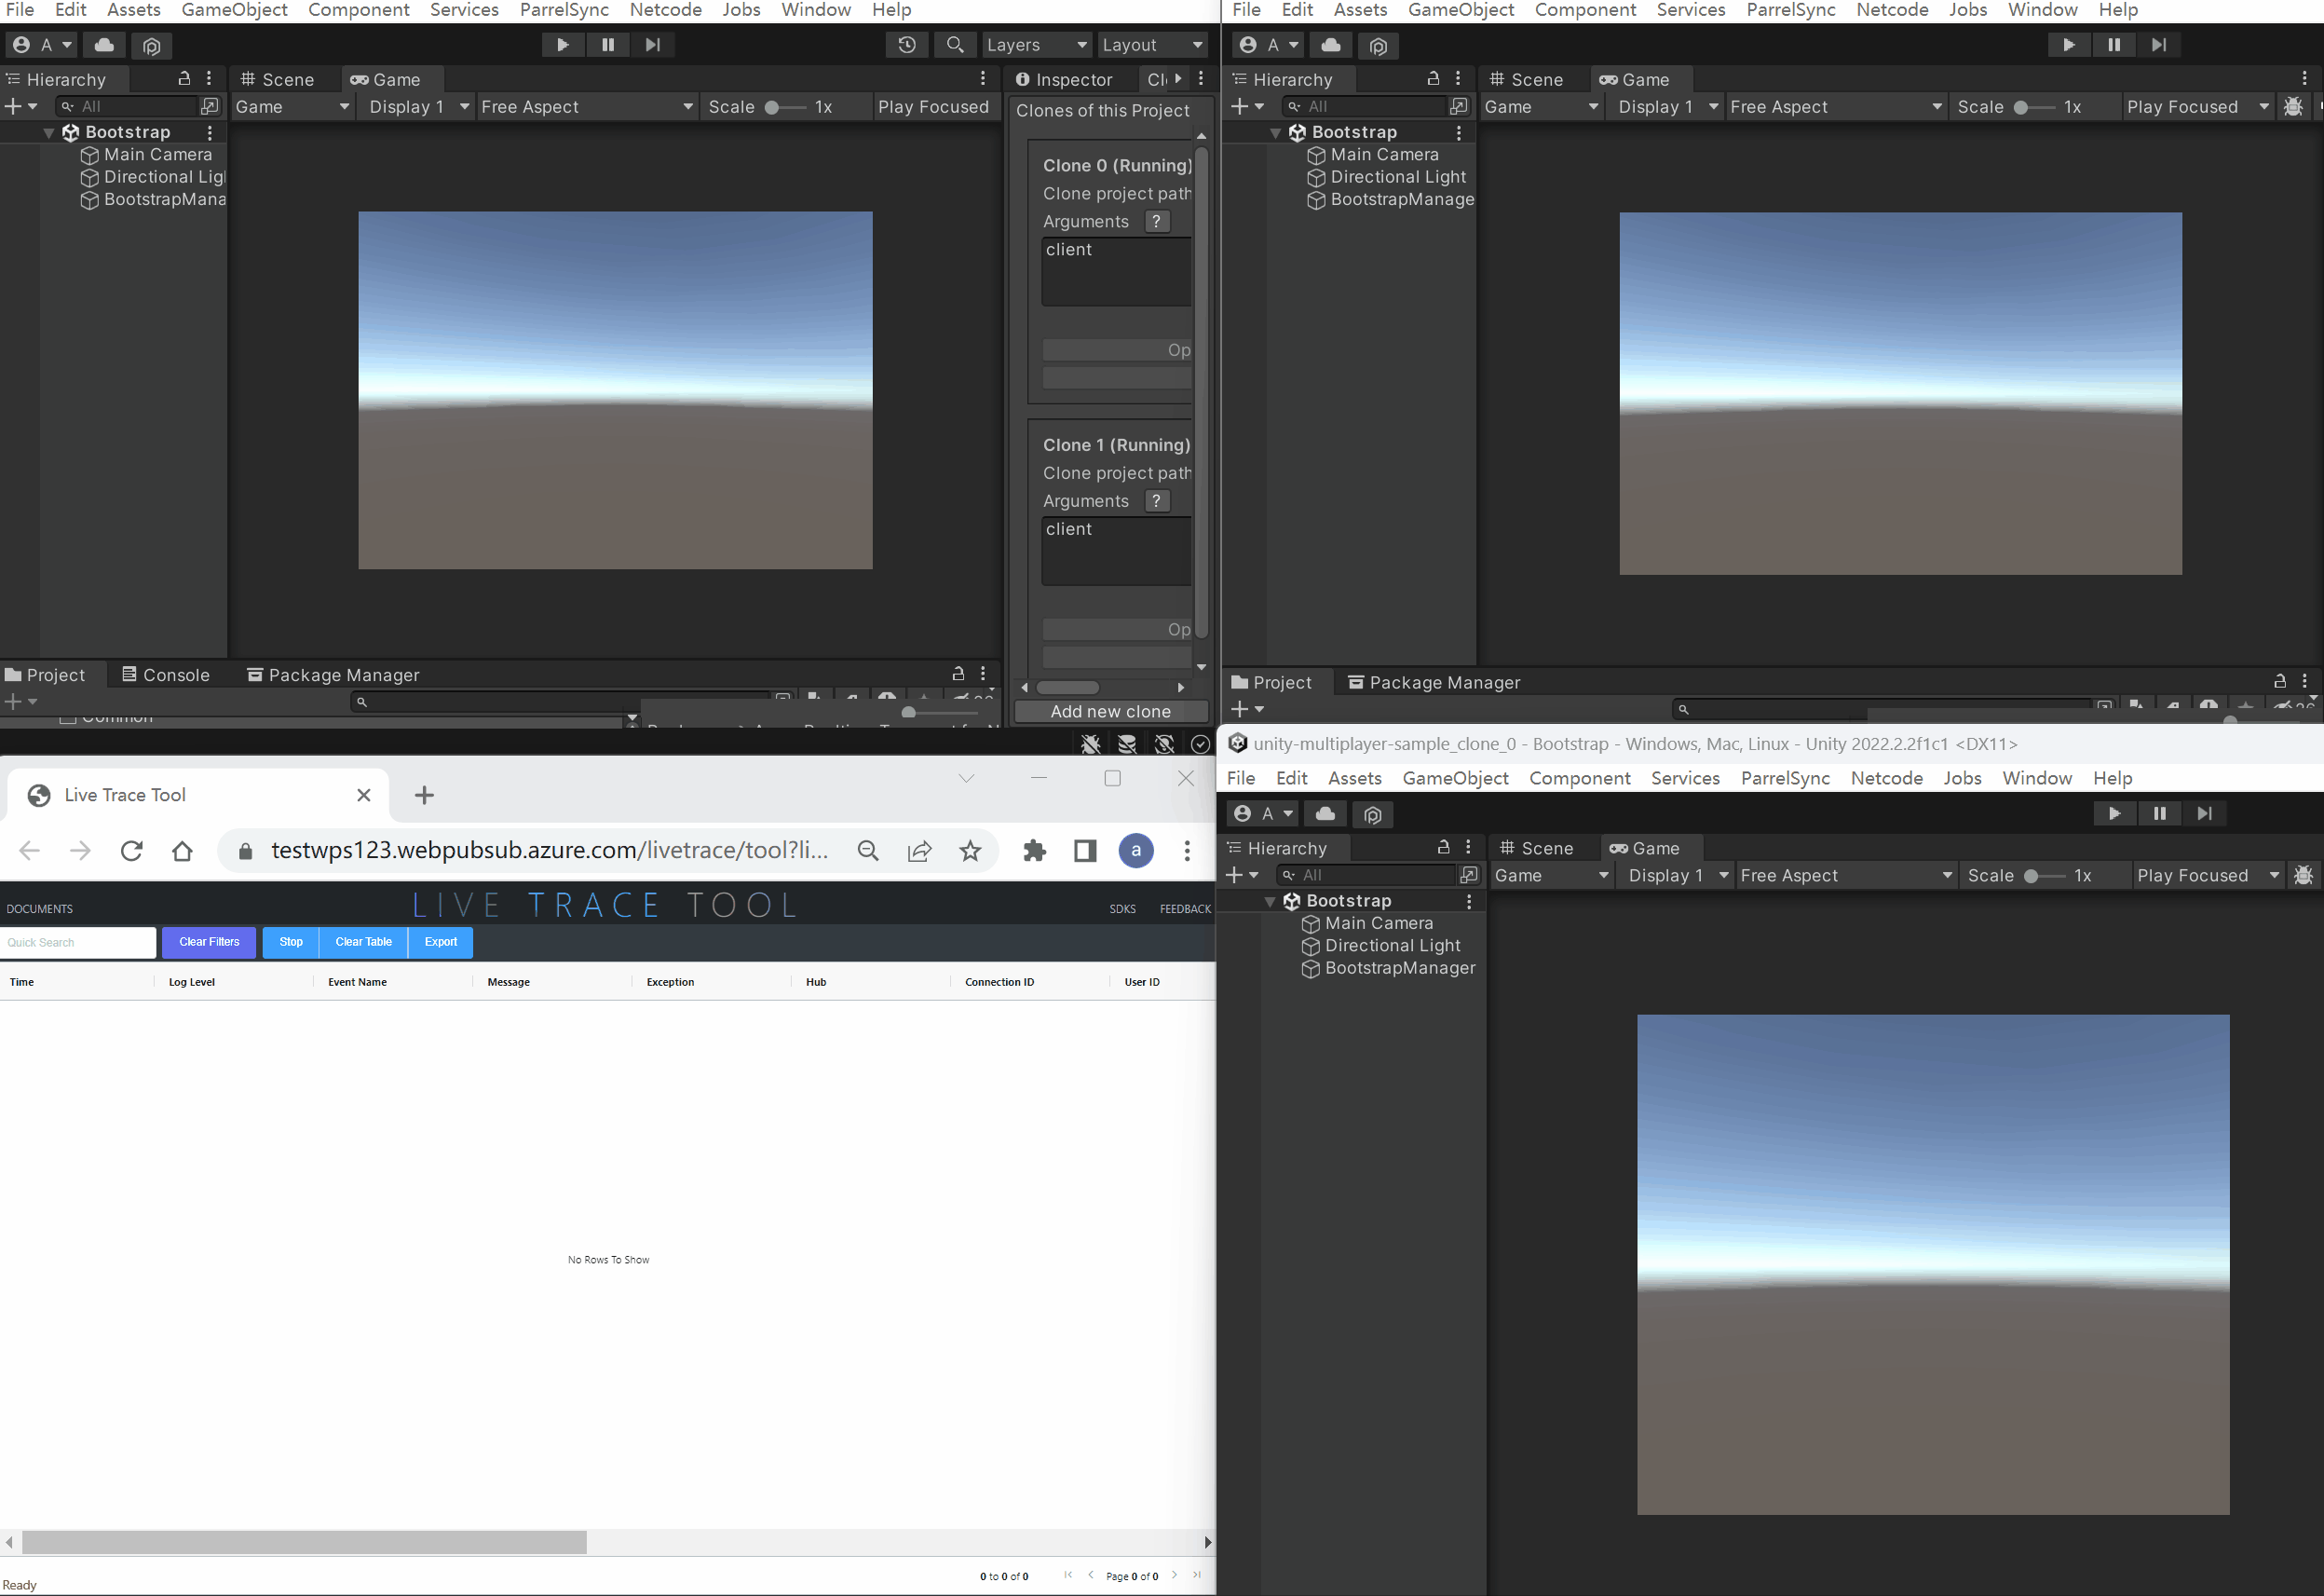 File Edit Assets GameObject Component Services ParrelSync Netcode Jobs Window Help
A Layers Layout
Hierarchy Scene Game Inspector
All Game Display 1 Free Aspect Scale 1x Play Focused
Clones of this Project
Bootstrap
Main Camera
Directional Lig
BootstrapMana
Clone 0 (Running)
Clone project path
Arguments ?
client
Op
Clone 1 (Running)
Clone project path
Arguments ?
client
Op
Add new clone
Project Console Package Manager
Common
File Edit Assets GameObject Component Services ParrelSync Netcode Jobs Window Help
A
Hierarchy Scene Game
All Game Display 1 Free Aspect Scale 1x Play Focused
Bootstrap
Main Camera
Directional Light
BootstrapManage
Project Package Manager
Live Trace Tool
testwps123.webpubsub.azure.com/livetrace/tool?li...
a
DOCUMENTS LIVE TRACE TOOL SDKS FEEDBACK
Quick Search Clear Filters Stop Clear Table Export
Time Log Level Event Name Message Exception Hub Connection ID User ID
No Rows To Show
0 to 0 of 0 Page 0 of 0
Ready
unity-multiplayer-sample_clone_0 - Bootstrap - Windows, Mac, Linux - Unity 2022.2.2f1c1 <DX11>
File Edit Assets GameObject Component Services ParrelSync Netcode Jobs Window Help
A
Hierarchy Scene Game
All Game Display 1 Free Aspect Scale 1x Play Focused
Bootstrap
Main Camera
Directional Light
BootstrapManager